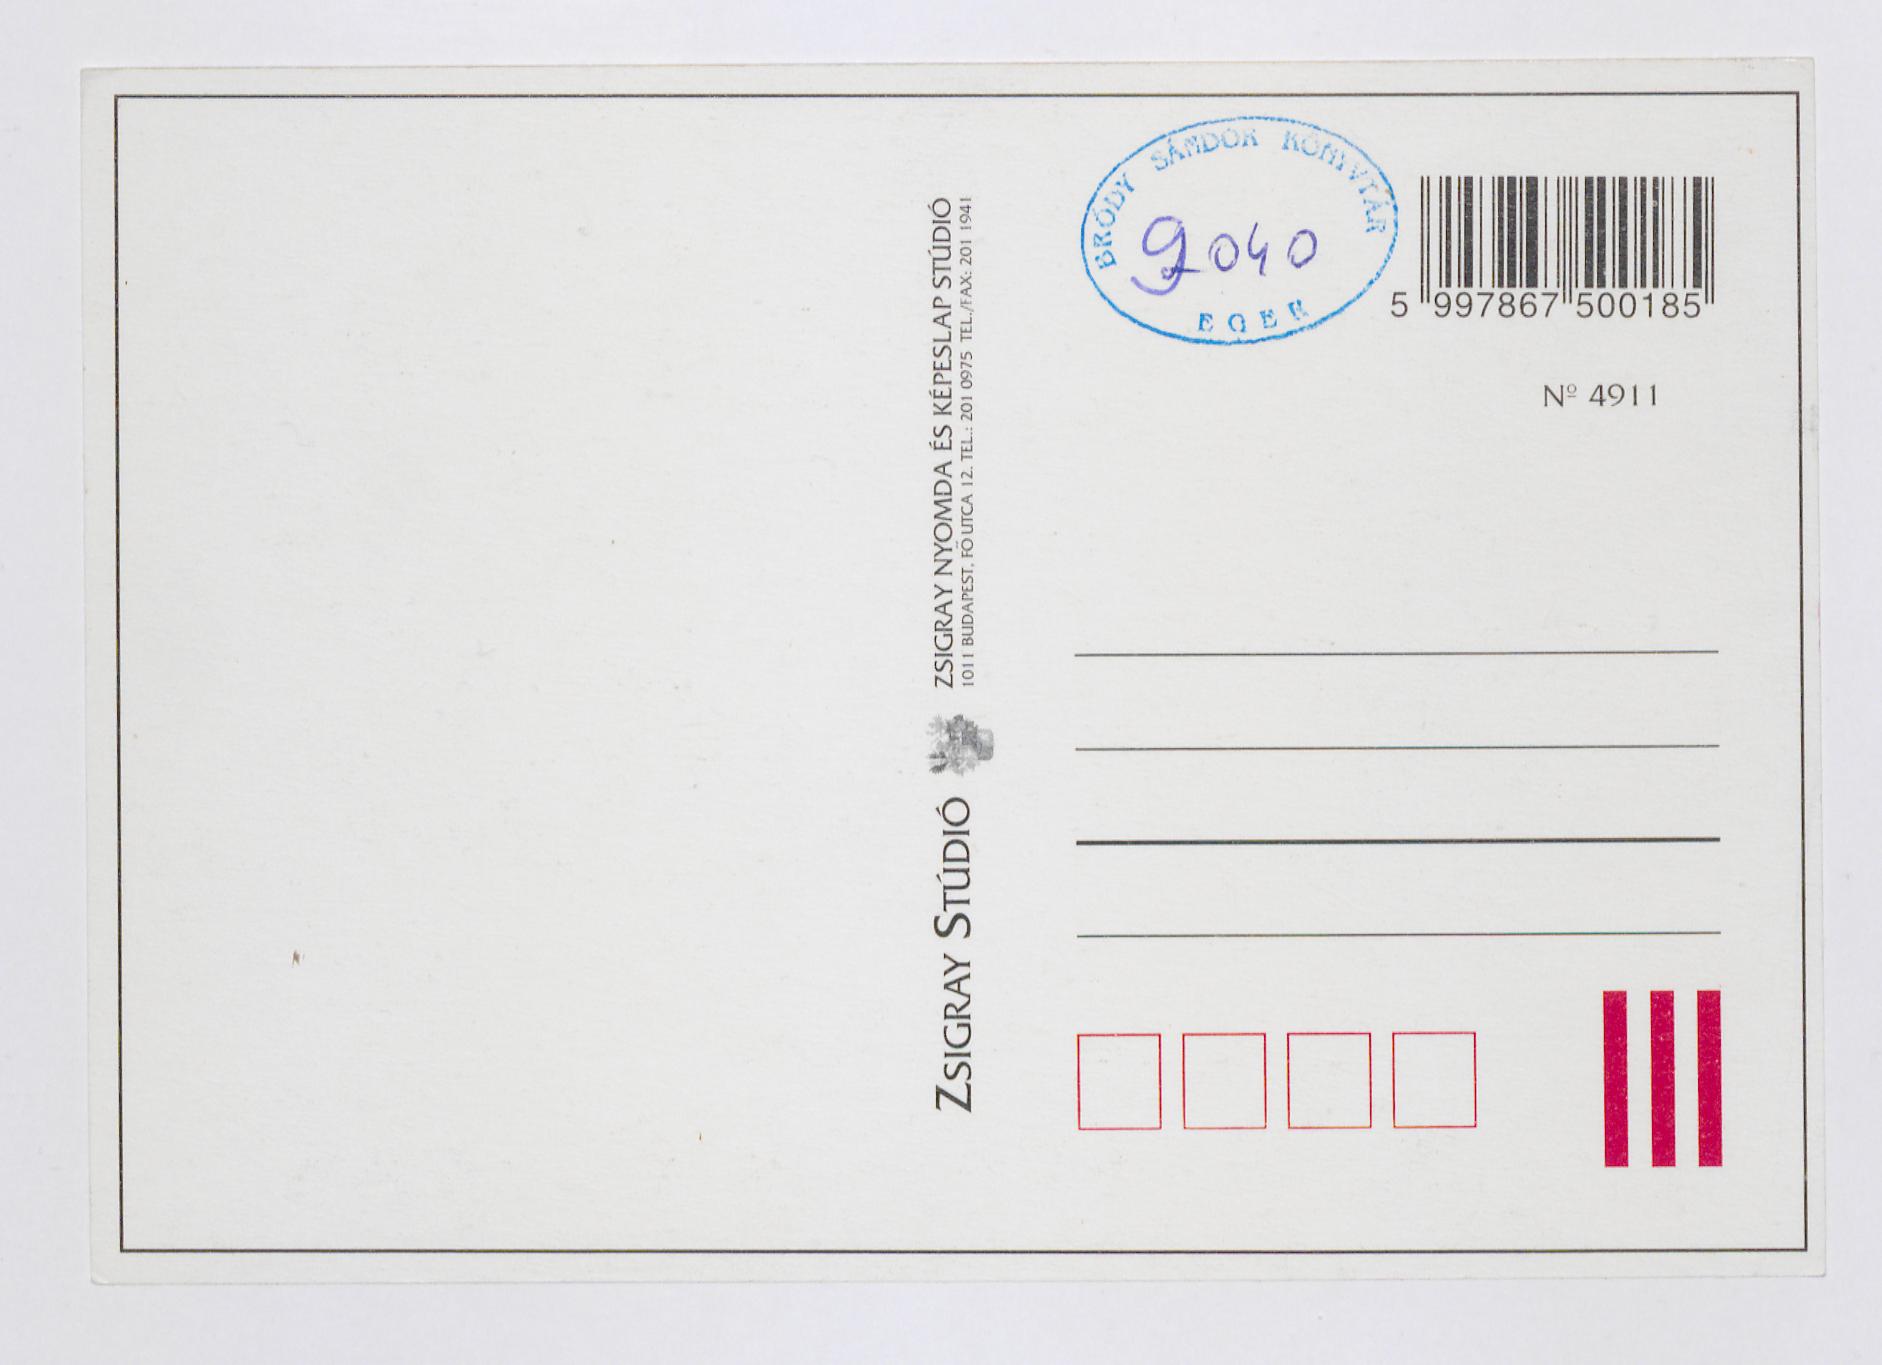 BRÓDY SÁNDOR KÖNYVTÁR
9040
EGER
5 997867 500185
Nº 4911
ZSIGRAY NYOMDA ÉS KÉPESLAP STÚDIÓ
1011 BUDAPEST, FŐ UTCA 12. TEL.: 201 0975 TEL./FAX: 201 1941
ZSIGRAY STÚDIÓ